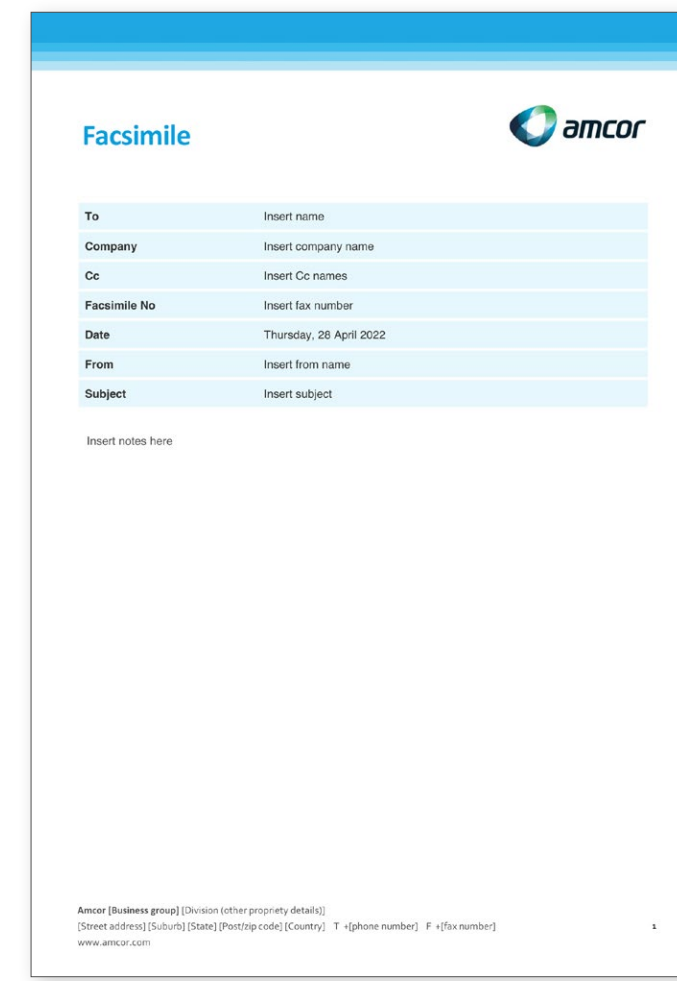 Facsimile
amcor
To Insert name
Company Insert company name
Cc Insert Cc names
Facsimile No Insert fax number
Date Thursday, 28 April 2022
From Insert from name
Subject Insert subject
Insert notes here
Amcor [Business group] [Division (other propriety details)]
[Street address] [Suburb] [State] [Post/zip code] [Country] T +[phone number] F +[fax number] 1
www.amcor.com